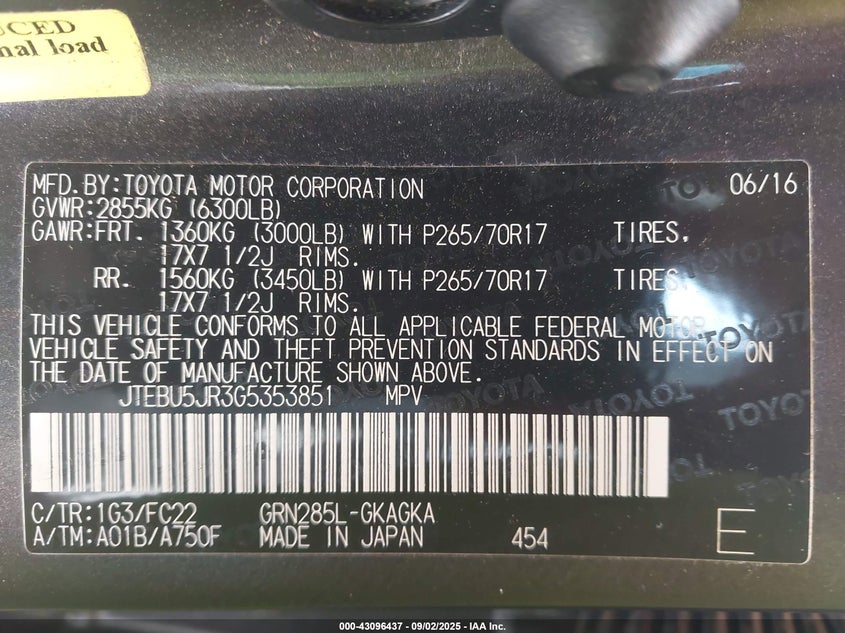 UCED
nal load
MFD.BY:TOYOTA MOTOR CORPORATION 06/16
GVWR:2855KG (6300LB)
GAWR:FRT. 1360KG (3000LB) WITH P265/70R17 TIRES.
17X7 1/2J RIMS.
RR. 1560KG (3450LB) WITH P265/70R17 TIRES.
17X7 1/2J RIMS.
THIS VEHICLE CONFORMS TO ALL APPLICABLE FEDERAL MOTOR
VEHICLE SAFETY AND THEFT PREVENTION STANDARDS IN EFFECT ON
THE DATE OF MANUFACTURE SHOWN ABOVE.
JTEBU5JR3G5353851 MPV
C/TR:1G3/FC22 GRN285L-GKAGKA
A/TM:A01B/A750F MADE IN JAPAN 454 E
TOYOTA
TOYOTA
TOYOTA
000-43096437 - 09/02/2025 - IAA Inc.